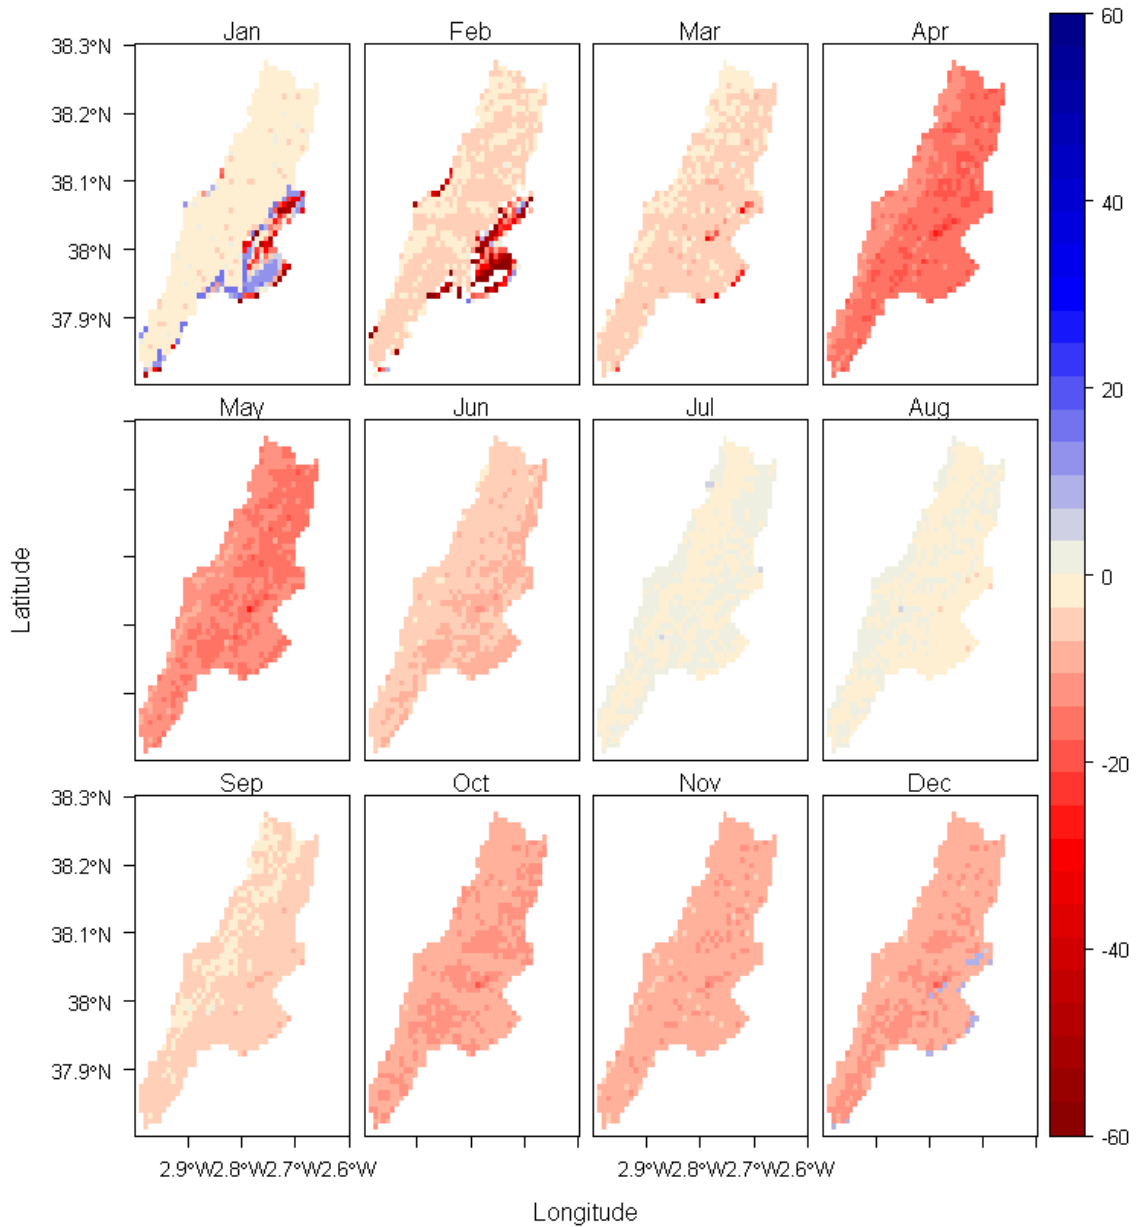 Jan Feb Mar Apr
38.3°N
38.2°N
38.1°N
38°N
37.9°N
May Jun Jul Aug
Sep Oct Nov Dec
38.3°N
38.2°N
38.1°N
38°N
37.9°N
2.9°W2.8°W2.7°W2.6°W 2.9°W2.8°W2.7°W2.6°W
Longitude
Latitude
60
40
20
0
-20
-40
-60